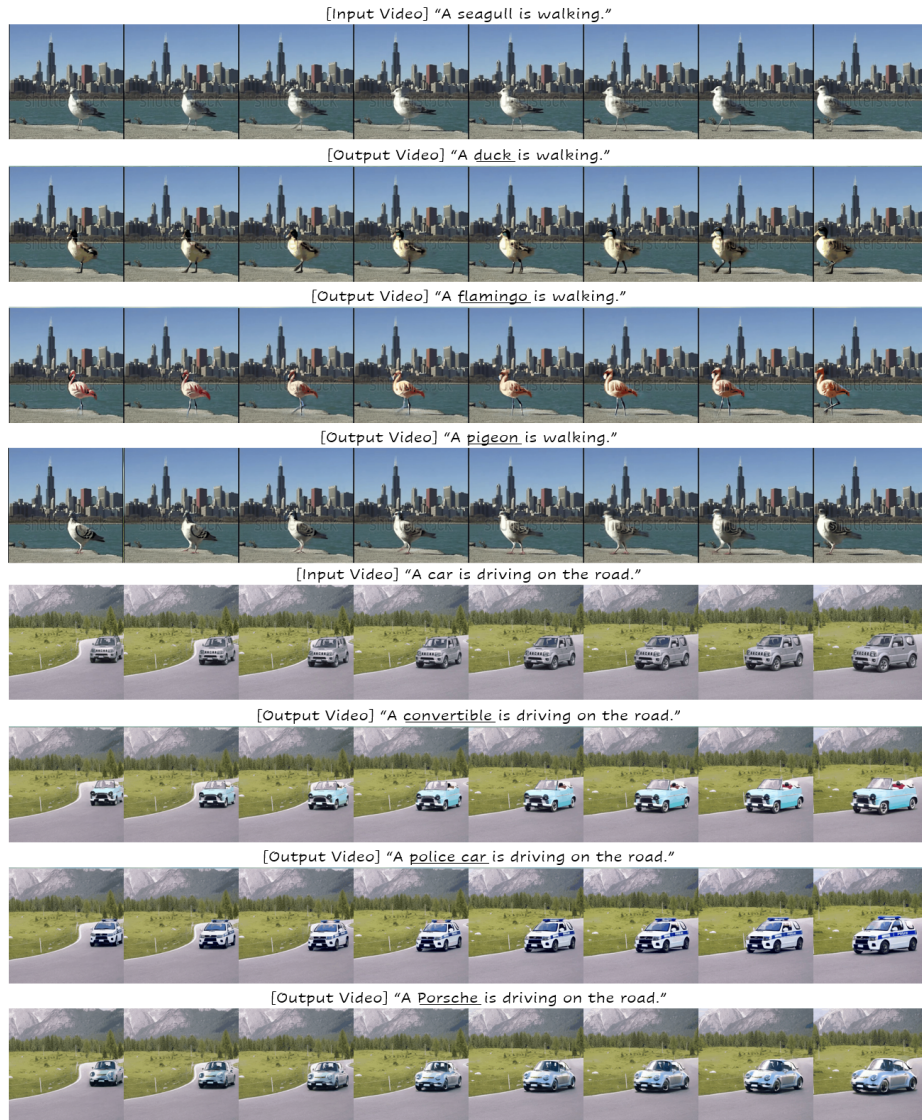 [Input Video] “A seagull is walking.”
[Output Video] “A duck is walking.”
[Output Video] “A flamingo is walking.”
[Output Video] “A pigeon is walking.”
[Input Video] “A car is driving on the road.”
[Output Video] “A convertible is driving on the road.”
[Output Video] “A police car is driving on the road.”
[Output Video] “A Porsche is driving on the road.”